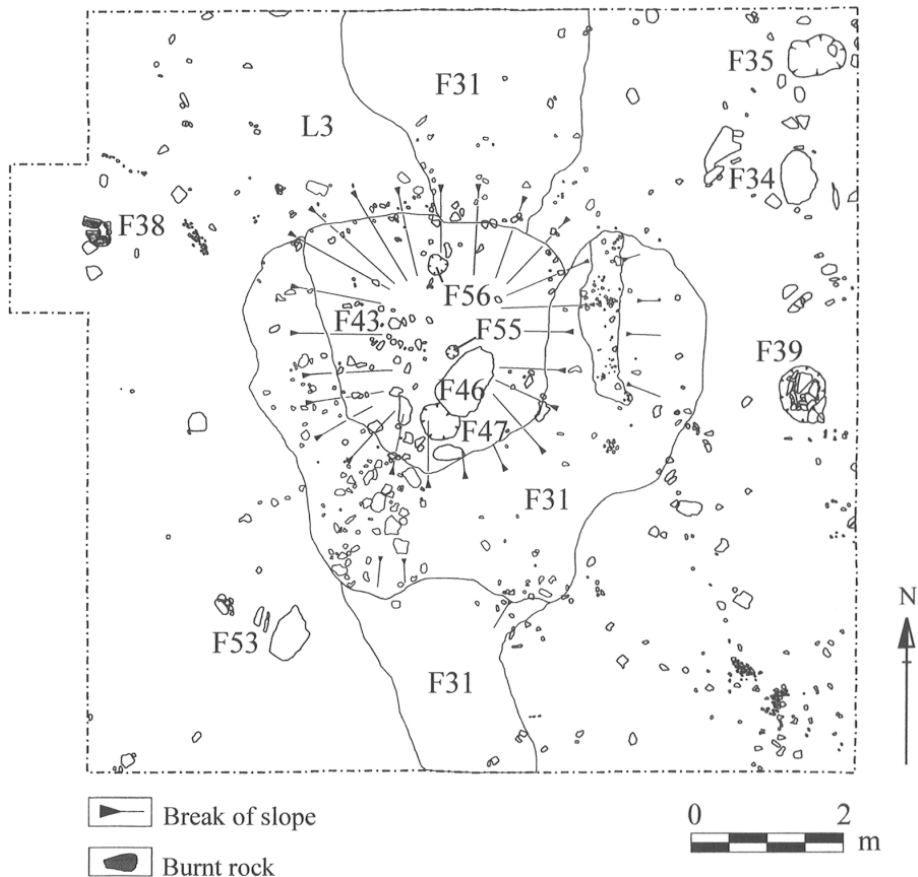 F35
F31
L3
F34
F38
F56
F43
F55
F39
F46
F47
F31
N
F53
F31
Break of slope
0 2
m
Burnt rock